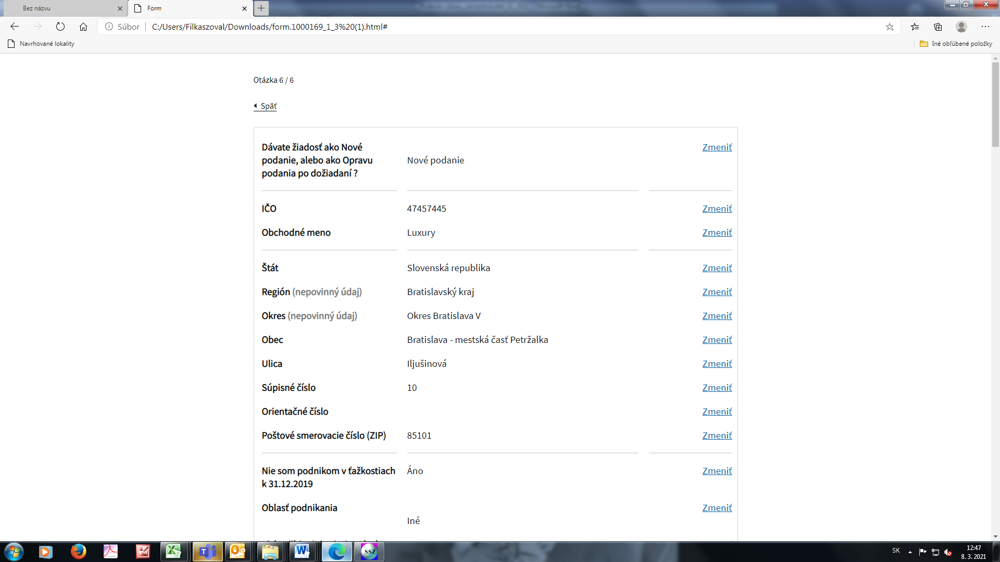 Bez názvu
Form
Súbor
C:/Users/Filkaszoval/Downloads/form.1000169_1_3%20(1).html#
Navrhované lokality
Iné obľúbené položky
Otázka 6 / 6
Späť
Dávate žiadosť ako Nové
podanie, alebo ako Opravu
podania po dožiadaní ?
Nové podanie
Zmeniť
IČO 47457445 Zmeniť
Obchodné meno Luxury Zmeniť
Štát Slovenská republika Zmeniť
Región (nepovinný údaj) Bratislavský kraj Zmeniť
Okres (nepovinný údaj) Okres Bratislava V Zmeniť
Obec Bratislava - mestská časť Petržalka Zmeniť
Ulica Iljušinová Zmeniť
Súpisné číslo 10 Zmeniť
Orientačné číslo Zmeniť
Poštové smerovacie číslo (ZIP) 85101 Zmeniť
Nie som podnikom v ťažkostiach
k 31.12.2019
Áno
Zmeniť
Oblasť podnikania
Iné
Zmeniť
SSZ
SK
12:47
8. 3. 2021